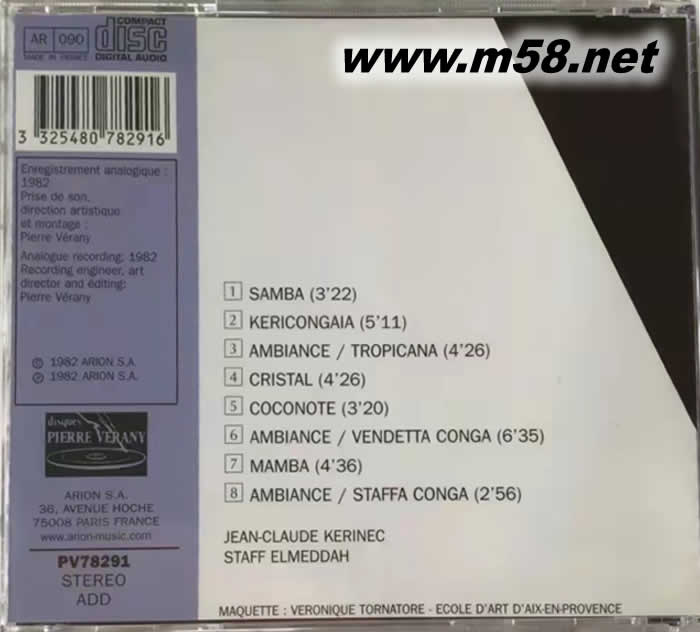 AR 090
MADE IN FRANCE
COMPACT
disc
DIGITAL AUDIO
www.m58.net
3 325480 782916
Enregistrement analogique :
1982
Prise de son,
direction artistique
et montage :
Pierre Vérany
Analogue recording: 1982
Recording engineer, art
director and editing:
Pierre Vérany
© 1982 ARION S.A.
℗ 1982 ARION S.A.
disques
PIERRE VERANY
ARION S.A.
36, AVENUE HOCHE
75008 PARIS FRANCE
www.arion-music.com
PV78291
STEREO
ADD
1 SAMBA (3'22)
2 KERICONGAIA (5'11)
3 AMBIANCE / TROPICANA (4'26)
4 CRISTAL (4'26)
5 COCONOTE (3'20)
6 AMBIANCE / VENDETTA CONGA (6'35)
7 MAMBA (4'36)
8 AMBIANCE / STAFFA CONGA (2'56)
JEAN-CLAUDE KERINEC
STAFF ELMEDDAH
MAQUETTE : VERONIQUE TORNATORE - ECOLE D'ART D'AIX-EN-PROVENCE